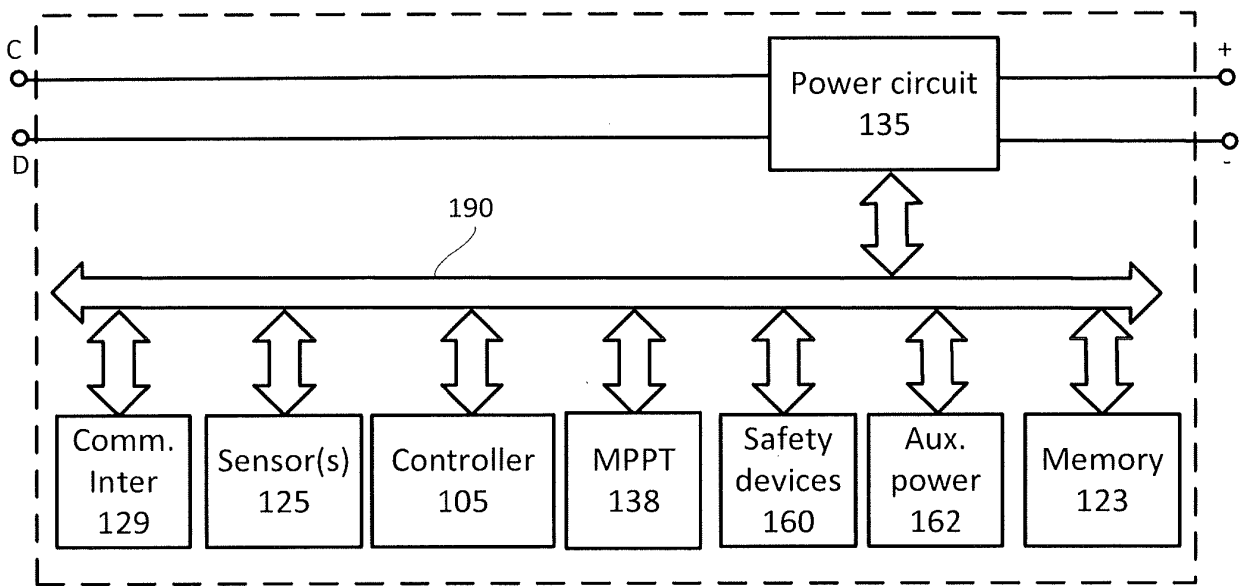 C
+
Power circuit
135
D
-
190
Comm.
Inter
129
Sensor(s)
125
Controller
105
MPPT
138
Safety
devices
160
Aux.
power
162
Memory
123